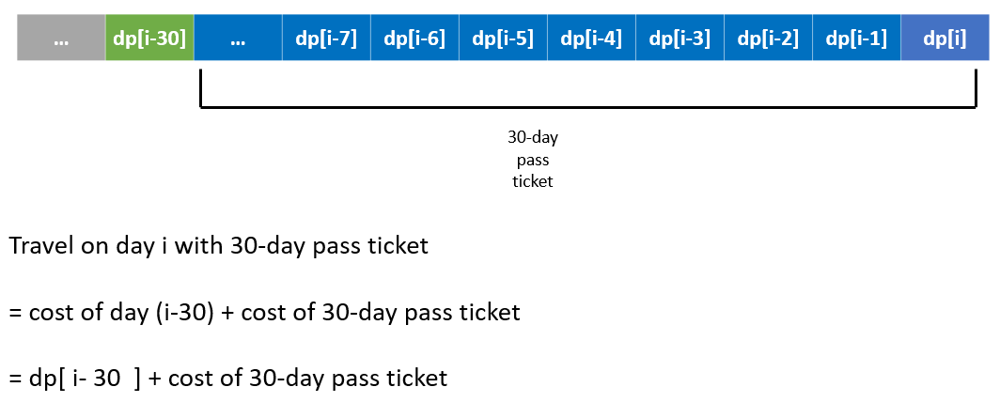 ... dp[i-30] ... dp[i-7] dp[i-6] dp[i-5] dp[i-4] dp[i-3] dp[i-2] dp[i-1] dp[i]
30-day
pass
ticket
Travel on day i with 30-day pass ticket
= cost of day (i-30) + cost of 30-day pass ticket
= dp[ i- 30  ] + cost of 30-day pass ticket